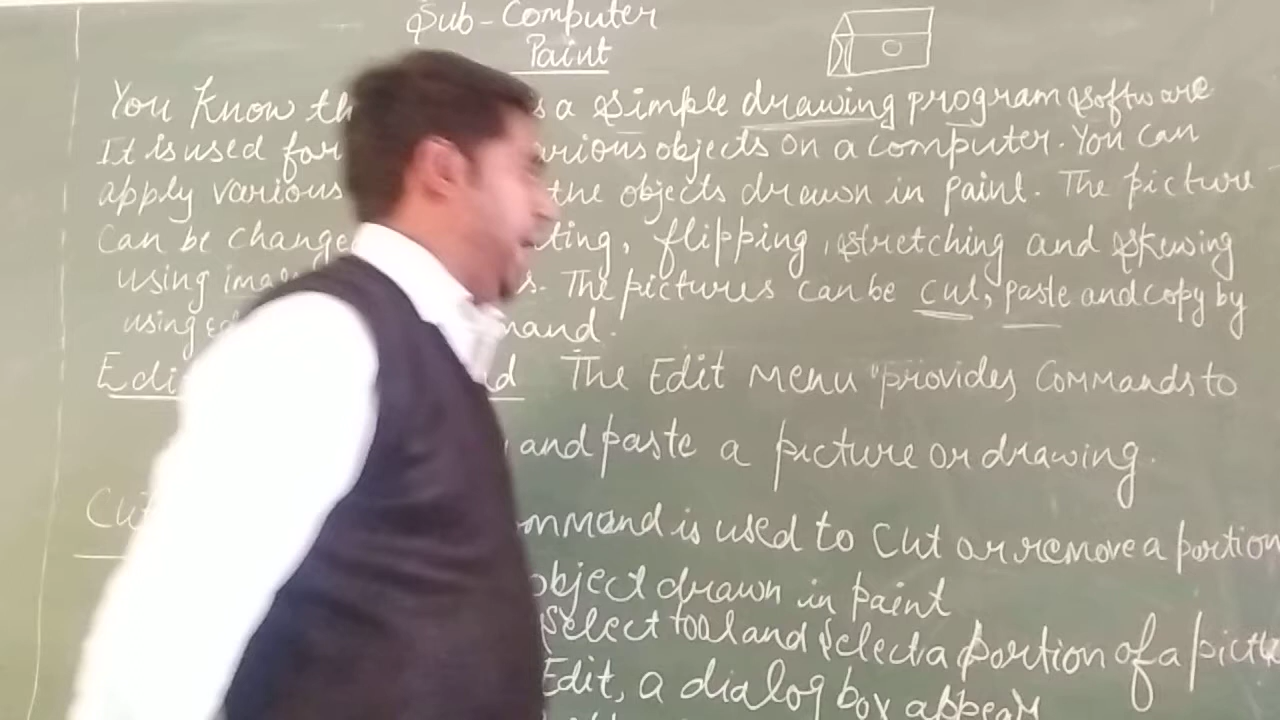 Sub-Computer
Paint
You know th s a simple drawing program software
It is used for various objects on a computer. You can
apply various the objects drawn in paint. The picture
Can be change ting, flipping, stretching and skewing
using ima s. The pictures can be cut, paste and copy by
using mand.
Edi d The Edit Menu provides Commands to
and paste a picture or drawing.
Cut mmand is used to Cut or remove a portion
object drawn in paint
Select tool and Select a portion of a pictu
Edit, a dialog box appears